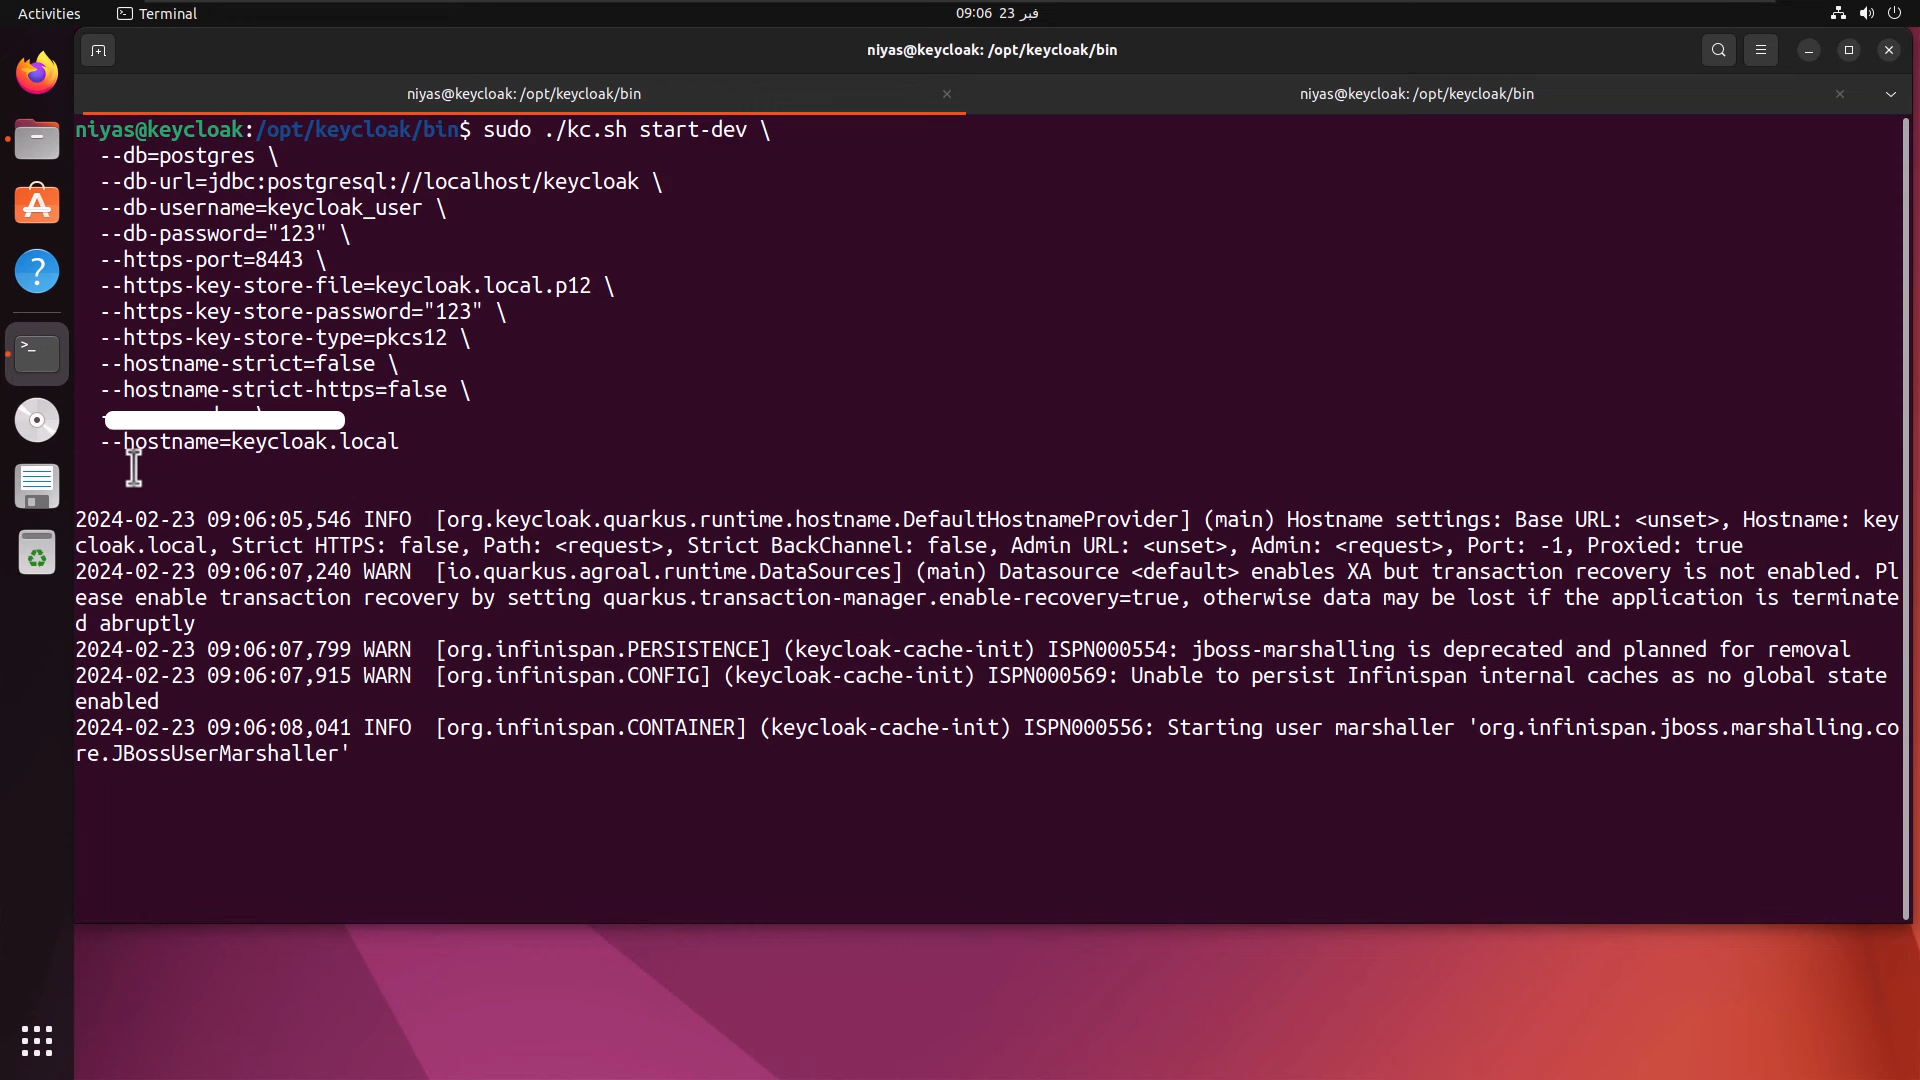 Activities
Terminal
09:06 23 فبر
niyas@keycloak: /opt/keycloak/bin
niyas@keycloak: /opt/keycloak/bin
niyas@keycloak: /opt/keycloak/bin
niyas@keycloak:/opt/keycloak/bin$ sudo ./kc.sh start-dev \
--db=postgres \
--db-url=jdbc:postgresql://localhost/keycloak \
--db-username=keycloak_user \
--db-password="123" \
--https-port=8443 \
--https-key-store-file=keycloak.local.p12 \
--https-key-store-password="123" \
--https-key-store-type=pkcs12 \
--hostname-strict=false \
--hostname-strict-https=false \
--hostname=keycloak.local
2024-02-23 09:06:05,546 INFO  [org.keycloak.quarkus.runtime.hostname.DefaultHostnameProvider] (main) Hostname settings: Base URL: <unset>, Hostname: key
cloak.local, Strict HTTPS: false, Path: <request>, Strict BackChannel: false, Admin URL: <unset>, Admin: <request>, Port: -1, Proxied: true
2024-02-23 09:06:07,240 WARN  [io.quarkus.agroal.runtime.DataSources] (main) Datasource <default> enables XA but transaction recovery is not enabled. Pl
ease enable transaction recovery by setting quarkus.transaction-manager.enable-recovery=true, otherwise data may be lost if the application is terminate
d abruptly
2024-02-23 09:06:07,799 WARN  [org.infinispan.PERSISTENCE] (keycloak-cache-init) ISPN000554: jboss-marshalling is deprecated and planned for removal
2024-02-23 09:06:07,915 WARN  [org.infinispan.CONFIG] (keycloak-cache-init) ISPN000569: Unable to persist Infinispan internal caches as no global state
enabled
2024-02-23 09:06:08,041 INFO  [org.infinispan.CONTAINER] (keycloak-cache-init) ISPN000556: Starting user marshaller 'org.infinispan.jboss.marshalling.co
re.JBossUserMarshaller'